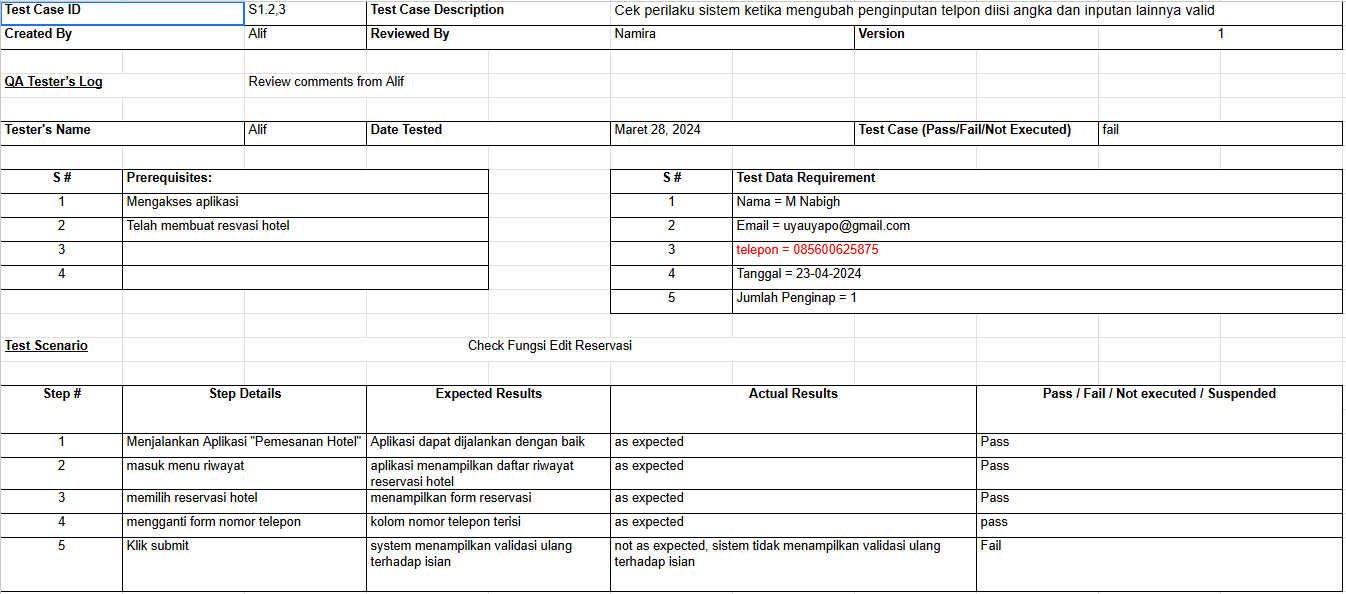 Test Case ID S1.2,3 Test Case Description Cek perilaku sistem ketika mengubah penginputan telpon diisi angka dan inputan lainnya valid
Created By Alif Reviewed By Namira Version 1
QA Tester's Log Review comments from Alif
Tester's Name Alif Date Tested Maret 28, 2024 Test Case (Pass/Fail/Not Executed) fail
S # Prerequisites: S # Test Data Requirement
1 Mengakses aplikasi 1 Nama = M Nabigh
2 Telah membuat resvasi hotel 2 Email = uyauyapo@gmail.com
3 3 telepon = 085600625875
4 4 Tanggal = 23-04-2024
5 Jumlah Penginap = 1
Test Scenario Check Fungsi Edit Reservasi
Step # Step Details Expected Results Actual Results Pass / Fail / Not executed / Suspended
1 Menjalankan Aplikasi "Pemesanan Hotel" Aplikasi dapat dijalankan dengan baik as expected Pass
2 masuk menu riwayat aplikasi menampilkan daftar riwayat as expected Pass
reservasi hotel
3 memilih reservasi hotel menampilkan form reservasi as expected Pass
4 mengganti form nomor telepon kolom nomor telepon terisi as expected pass
5 Klik submit system menampilkan validasi ulang not as expected, sistem tidak menampilkan validasi ulang Fail
terhadap isian terhadap isian